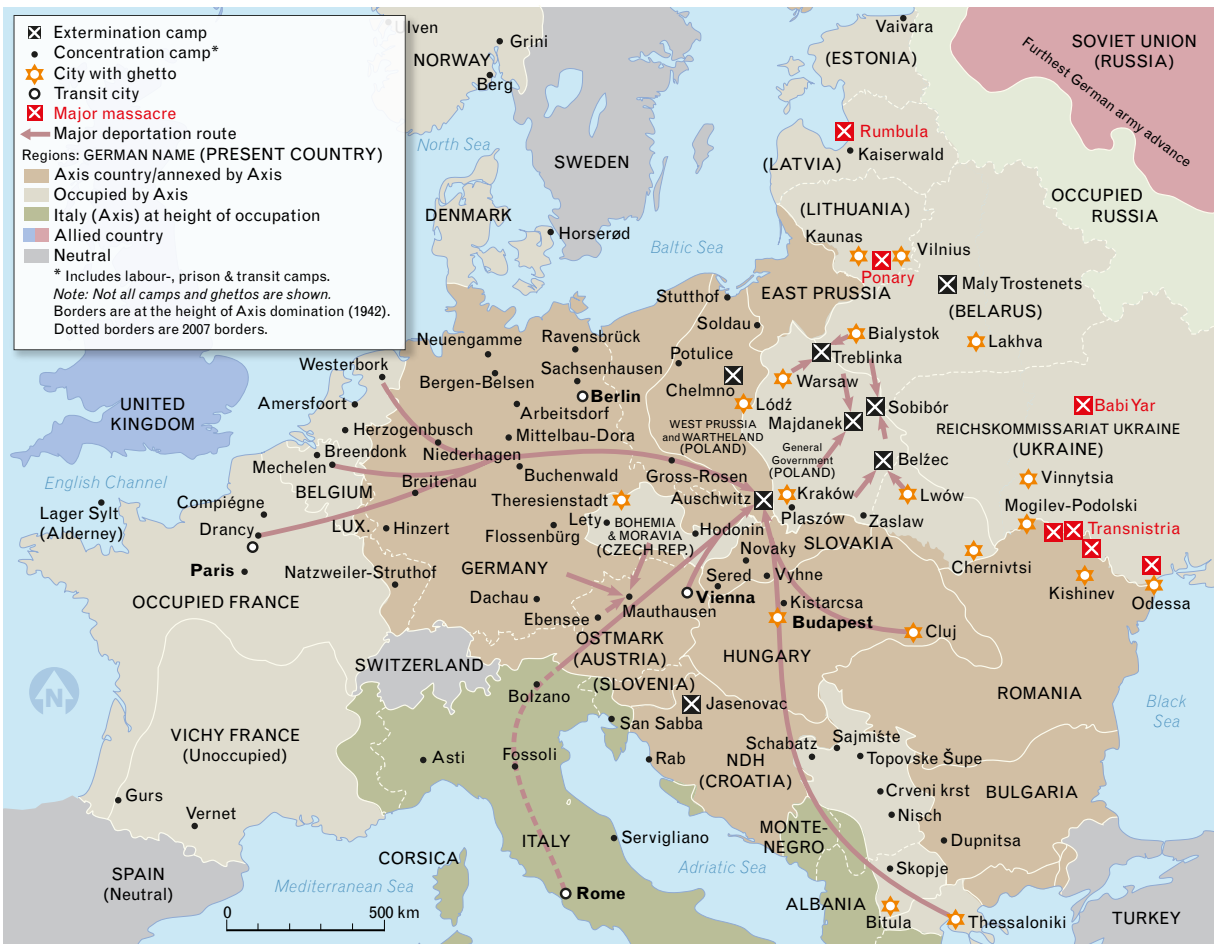 Extermination camp
Concentration camp*
City with ghetto
Transit city
Major massacre
Major deportation route
Regions: GERMAN NAME (PRESENT COUNTRY)
Axis country/annexed by Axis
Occupied by Axis
Italy (Axis) at height of occupation
Allied country
Neutral
* Includes labour-, prison & transit camps.
Note: Not all camps and ghettos are shown.
Borders are at the height of Axis domination (1942).
Dotted borders are 2007 borders.
Ulven
Grini
NORWAY
Berg
Vaivara
(ESTONIA)
SOVIET UNION
(RUSSIA)
Furthest German army advance
North Sea
SWEDEN
Rumbula
Kaiserwald
(LATVIA)
OCCUPIED
RUSSIA
DENMARK
Horserød
Baltic Sea
(LITHUANIA)
Kaunas
Vilnius
Ponary
Maly Trostenets
(BELARUS)
Lakhva
EAST PRUSSIA
Stutthof
Soldau
Bialystok
Treblinka
Neuengamme
Ravensbrück
Potulice
Westerbork
Bergen-Belsen
Sachsenhausen
Chelmno
Warsaw
Berlin
UNITED
KINGDOM
Amersfoort
Arbeitsdorf
Lódź
Majdanek
Sobibór
Babi Yar
Herzogenbusch
Mittelbau-Dora
WEST PRUSSIA
and WARTHELAND
(POLAND)
General
Government
(POLAND)
REICHSKOMMISSARIAT UKRAINE
(UKRAINE)
Breendonk
Niederhagen
Mechelen
Buchenwald
Gross-Rosen
Belžec
English Channel
BELGIUM
Breitenau
Theresienstadt
Auschwitz
Kraków
Lwów
Vinnytsia
Compiégne
Lager Sylt
(Alderney)
Drancy
LUX.
Hinzert
Lety
Flossenbürg
BOHEMIA
& MORAVIA
(CZECH REP.)
Hodonin
Plaszów
Zaslaw
Mogilev-Podolski
Transnistria
SLOVAKIA
Novaky
Chernivtsi
Paris
Natzweiler-Struthof
GERMANY
Sered
Vyhne
Kishinev
Odessa
OCCUPIED FRANCE
Dachau
Mauthausen
Vienna
Kistarcsa
Ebensee
Budapest
Cluj
OSTMARK
(AUSTRIA)
HUNGARY
SWITZERLAND
(SLOVENIA)
N
Bolzano
ROMANIA
Black
Sea
San Sabba
Jasenovac
VICHY FRANCE
(Unoccupied)
Asti
Fossoli
Rab
Schabatz
Sajmište
Topovske Šupe
NDH
(CROATIA)
Gurs
Vernet
Crveni krst
BULGARIA
Nisch
ITALY
Servigliano
MONTE-
NEGRO
Dupnitsa
CORSICA
Adriatic Sea
Skopje
SPAIN
(Neutral)
Mediterranean Sea
Rome
ALBANIA
Bitula
Thessaloniki
TURKEY
0
500 km